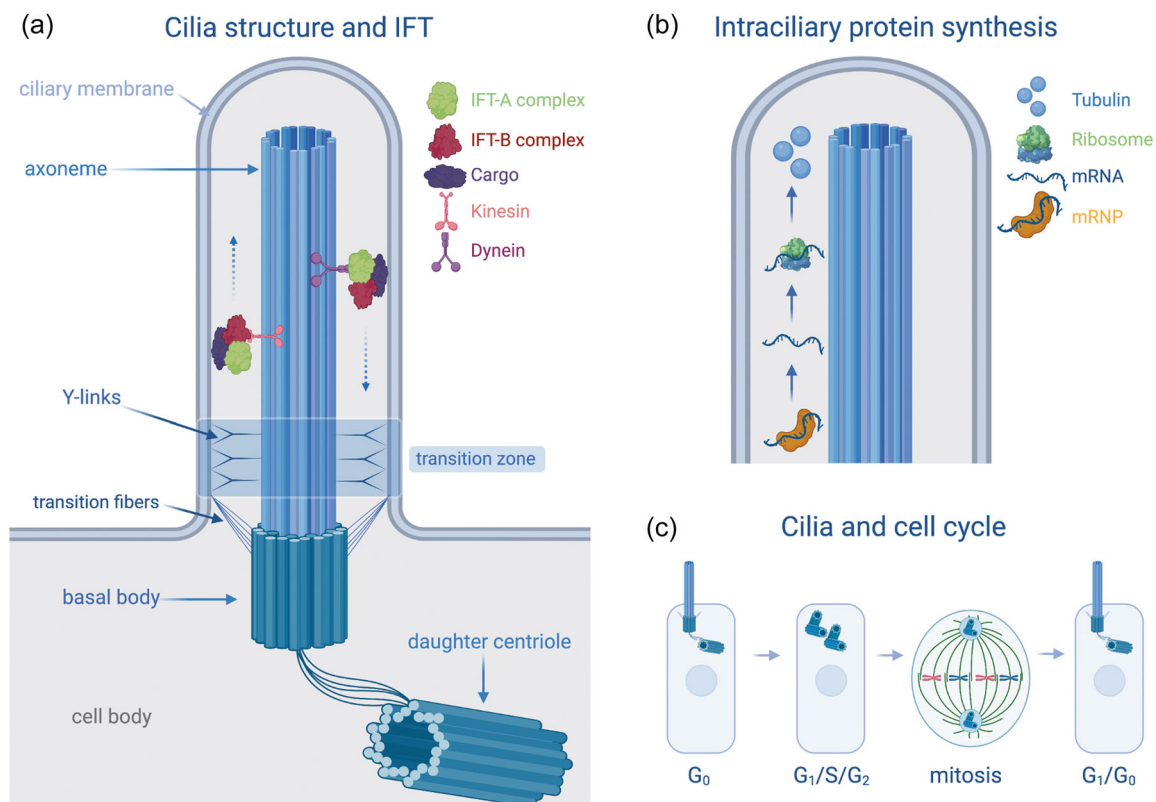 (a)
Cilia structure and IFT
ciliary membrane
IFT-A complex
IFT-B complex
axoneme
Cargo
Kinesin
Dynein
Y-links
transition zone
transition fibers
basal body
daughter centriole
cell body
(b)
Intraciliary protein synthesis
Tubulin
Ribosome
mRNA
mRNP
(c)
Cilia and cell cycle
G₀
G₁/S/G₂
mitosis
G₁/G₀